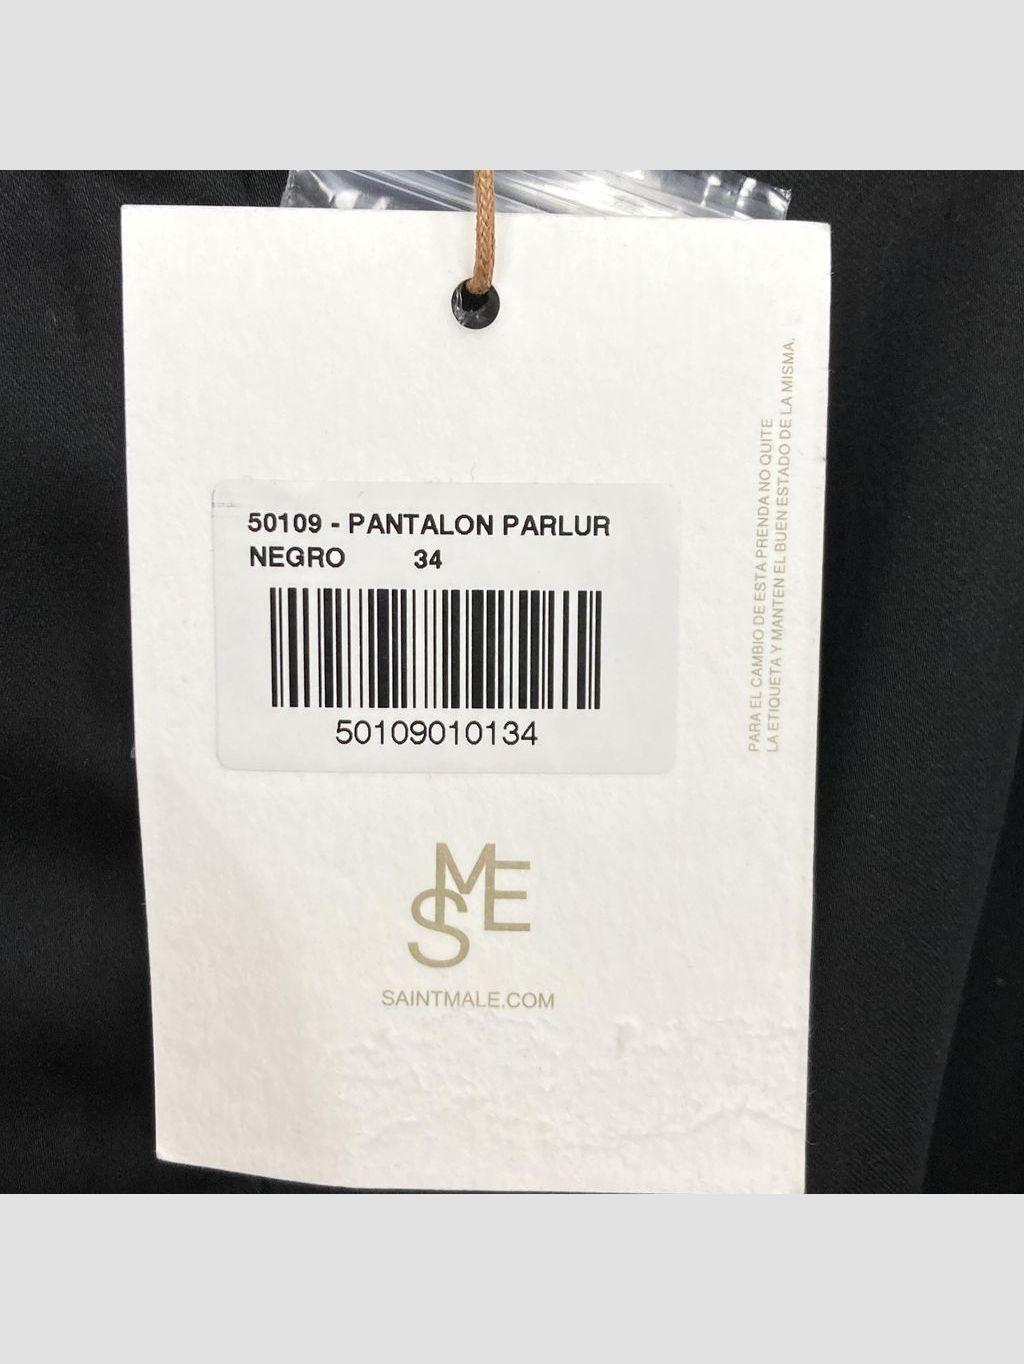 50109 - PANTALON PARLUR
NEGRO 34
50109010134
SME
SAINTMALE.COM
PARA EL CAMBIO DE ESTA PRENDA NO QUITE
LA ETIQUETA Y MANTEN EL BUEN ESTADO DE LA MISMA.